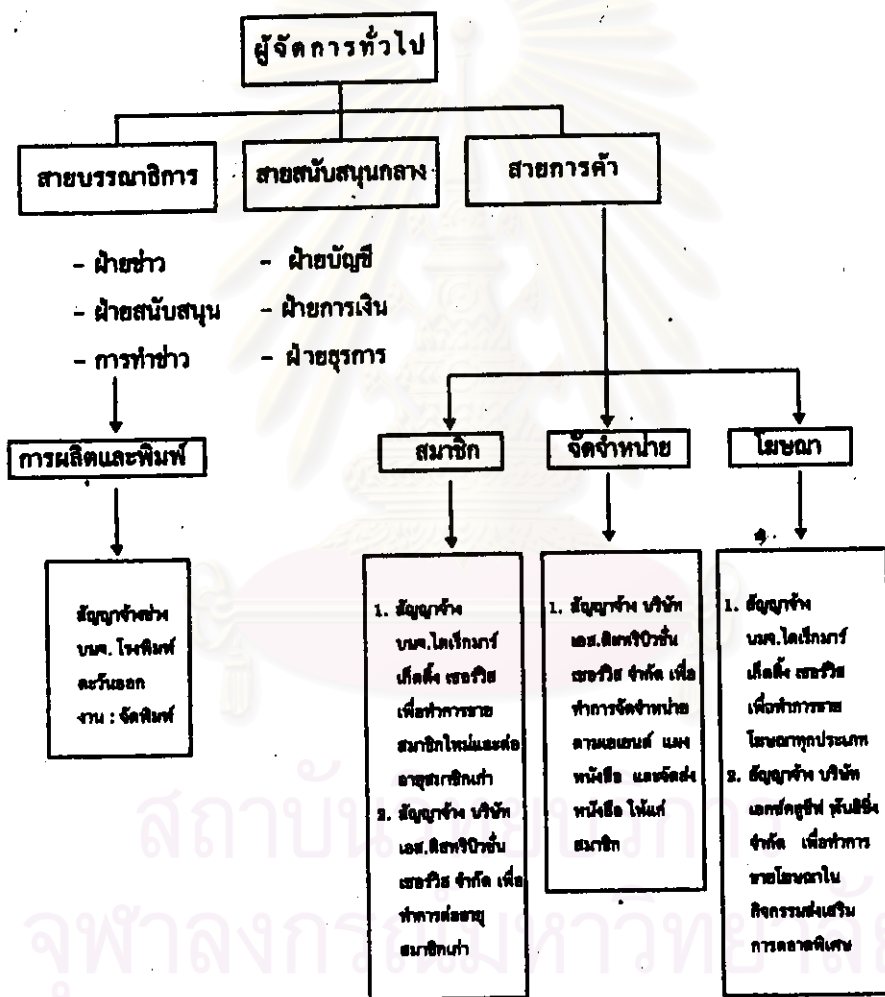 ผู้จัดการทั่วไป
สายบรรณาธิการ
สายสนับสนุนกลาง
สายการค้า
- ฝ่ายข่าว
- ฝ่ายสนับสนุน
- การทำข่าว
- ฝ่ายบัญชี
- ฝ่ายการเงิน
- ฝ่ายธุรการ
การผลิตและพิมพ์
สมาชิก
จัดจำหน่าย
โฆษณา
สัญญาจ้างช่วง
บมจ. โรงพิมพ์
ตะวันออก
งาน : จัดพิมพ์
1. สัญญาจ้าง
บมจ.ไดเร็กมาร์
เก็ตติ้ง เซอร์วิส
เพื่อทำการขาย
สมาชิกใหม่และต่อ
อายุสมาชิกเก่า
2. สัญญาจ้าง บริษัท
เอส.ดิสทริบิวชั่น
เซอร์วิส จำกัด เพื่อ
ทำการต่ออายุ
สมาชิกเก่า
1. สัญญาจ้าง บริษัท
เอส.ดิสทริบิวชั่น
เซอร์วิส จำกัด เพื่อ
ทำการจัดจำหน่าย
ตามเอเยนต์ แผง
หนังสือ และจัดส่ง
หนังสือ ให้แก่
สมาชิก
1. สัญญาจ้าง
บมจ.ไดเร็กมาร์
เก็ตติ้ง เซอร์วิส
เพื่อทำการขาย
โฆษณาทุกประเภท
2. สัญญาจ้าง บริษัท
เอกซ์คลูซีฟ พับลิชิ่ง
จำกัด เพื่อทำการ
ขายโฆษณาใน
กิจกรรมส่งเสริม
การตลาดพิเศษ
สถาบันวิทยบริการ
จุฬาลงกรณ์มหาวิทยาลัย